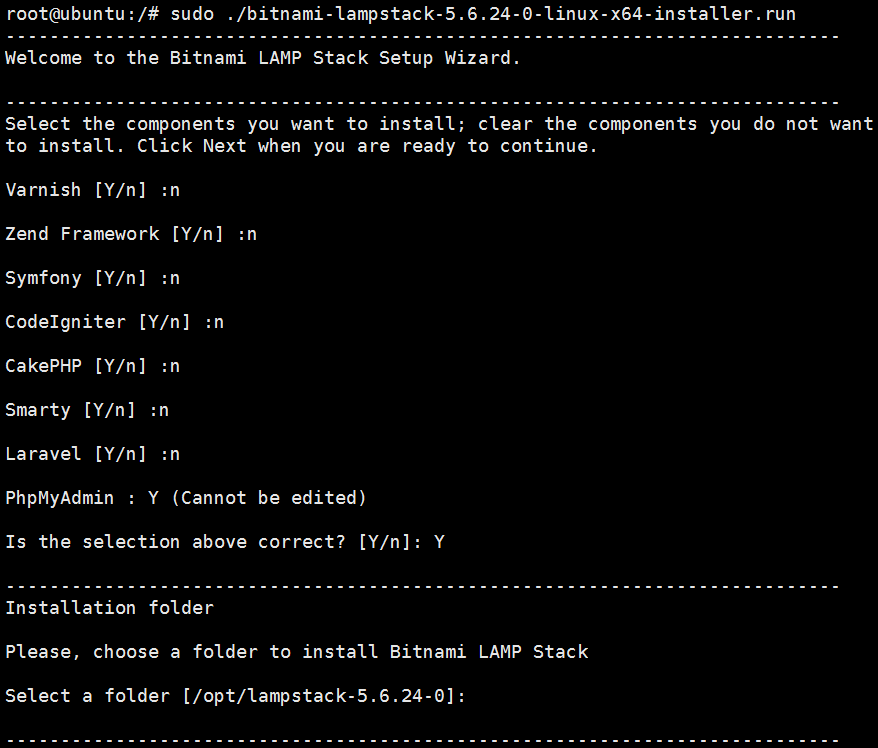 root@ubuntu:/# sudo ./bitnami-lampstack-5.6.24-0-linux-x64-installer.run
----------------------------------------------------------------------------
Welcome to the Bitnami LAMP Stack Setup Wizard.
----------------------------------------------------------------------------
Select the components you want to install; clear the components you do not want
to install. Click Next when you are ready to continue.
Varnish [Y/n] :n
Zend Framework [Y/n] :n
Symfony [Y/n] :n
CodeIgniter [Y/n] :n
CakePHP [Y/n] :n
Smarty [Y/n] :n
Laravel [Y/n] :n
PhpMyAdmin : Y (Cannot be edited)
Is the selection above correct? [Y/n]: Y
----------------------------------------------------------------------------
Installation folder
Please, choose a folder to install Bitnami LAMP Stack
Select a folder [/opt/lampstack-5.6.24-0]:
----------------------------------------------------------------------------